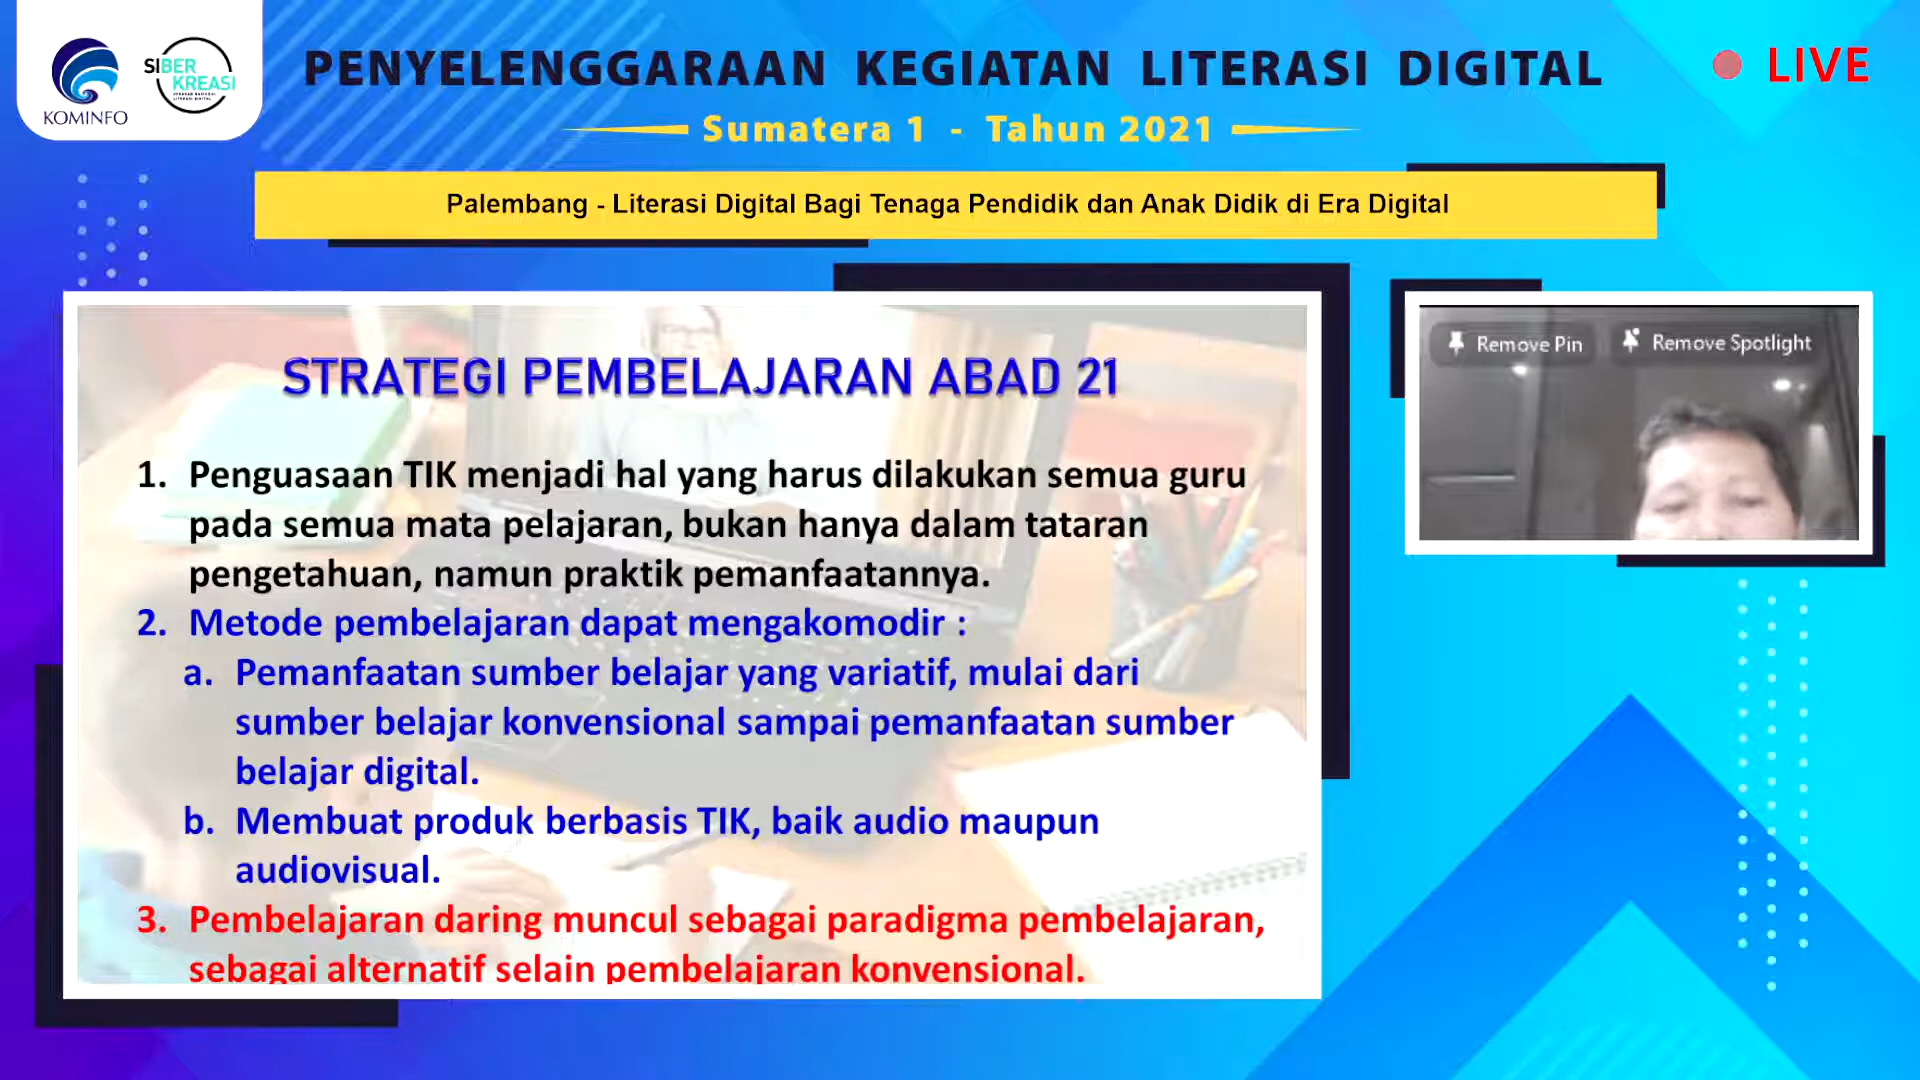 KOMINFO
SIBER
KREASI
PENYELENGGARAAN KEGIATAN LITERASI DIGITAL
LIVE
Sumatera 1 - Tahun 2021
Palembang - Literasi Digital Bagi Tenaga Pendidik dan Anak Didik di Era Digital
Remove Pin
Remove Spotlight
STRATEGI PEMBELAJARAN ABAD 21
1. Penguasaan TIK menjadi hal yang harus dilakukan semua guru
pada semua mata pelajaran, bukan hanya dalam tataran
pengetahuan, namun praktik pemanfaatannya.
2. Metode pembelajaran dapat mengakomodir :
a. Pemanfaatan sumber belajar yang variatif, mulai dari
sumber belajar konvensional sampai pemanfaatan sumber
belajar digital.
b. Membuat produk berbasis TIK, baik audio maupun
audiovisual.
3. Pembelajaran daring muncul sebagai paradigma pembelajaran,
sebagai alternatif selain pembelajaran konvensional.